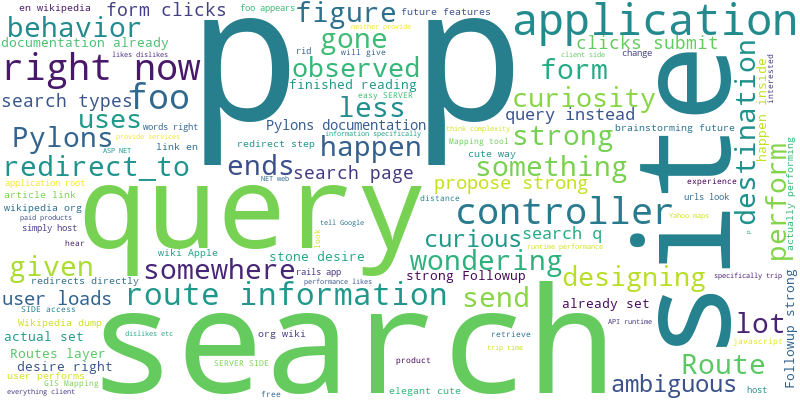 en wikipedia
form clicks
foo appears
figure
future features
p p
application
behavior
neither provide
documentation already
gone
clicks submit
likes dislikes
rid
will give
client side
change
right now
observed
form
search types
foo
finished reading
easy SERVER
curiosity
uses
less
query instead
words right
Pylons documentation
think complexity
brainstorming future
Pylons
provide services
information specifically
strong
link en
redirect step
happen
Mapping tool
ASP NET
cute way
redirect_to
ends
search page
something
NET web
application root
propose strong
experience
article link
query
distance
urls look
wikipedia org
controller
Yahoo maps
paid products
simply host
tell Google
look
curious
search q
hear
wiki Apple
stone desire
runtime performance
given
somewhere
rails app
wondering
redirects directly
performance likes
strong Followup
designing
specifically trip
user loads
route information
send
already set
SIDE access
Wikipedia dump
dislikes etc
org wiki
retrieve
API runtime
lot
actual set
search
trip time
javascript
Routes layer
product
Route
desire right
SERVER SIDE
user performs
GIS Mapping
ambiguous
everything client
free
elegant cute
host
site
destination
happen inside
interested
perform
actually performing
p
Followup strong